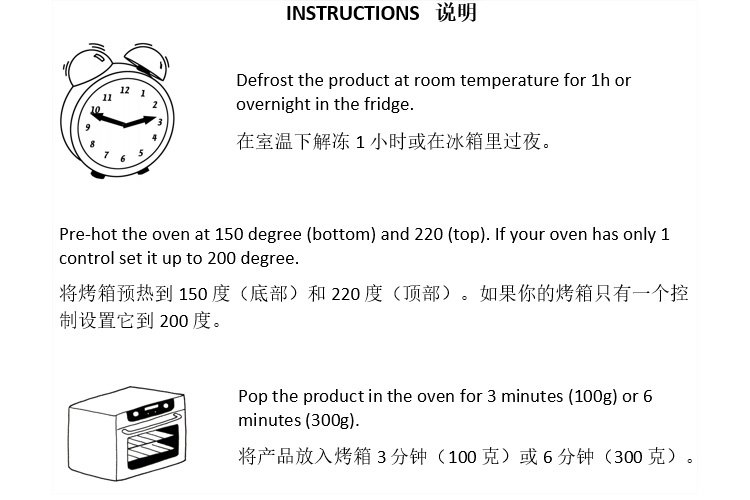 INSTRUCTIONS 说明
12
11
1
10
2
9
3
8
4
7
5
6
Defrost the product at room temperature for 1h or
overnight in the fridge.
在室温下解冻 1 小时或在冰箱里过夜。
Pre-hot the oven at 150 degree (bottom) and 220 (top). If your oven has only 1
control set it up to 200 degree.
将烤箱预热到 150 度（底部）和 220 度（顶部）。如果你的烤箱只有一个控
制设置它到 200 度。
Pop the product in the oven for 3 minutes (100g) or 6
minutes (300g).
将产品放入烤箱 3 分钟（100 克）或 6 分钟（300 克）。